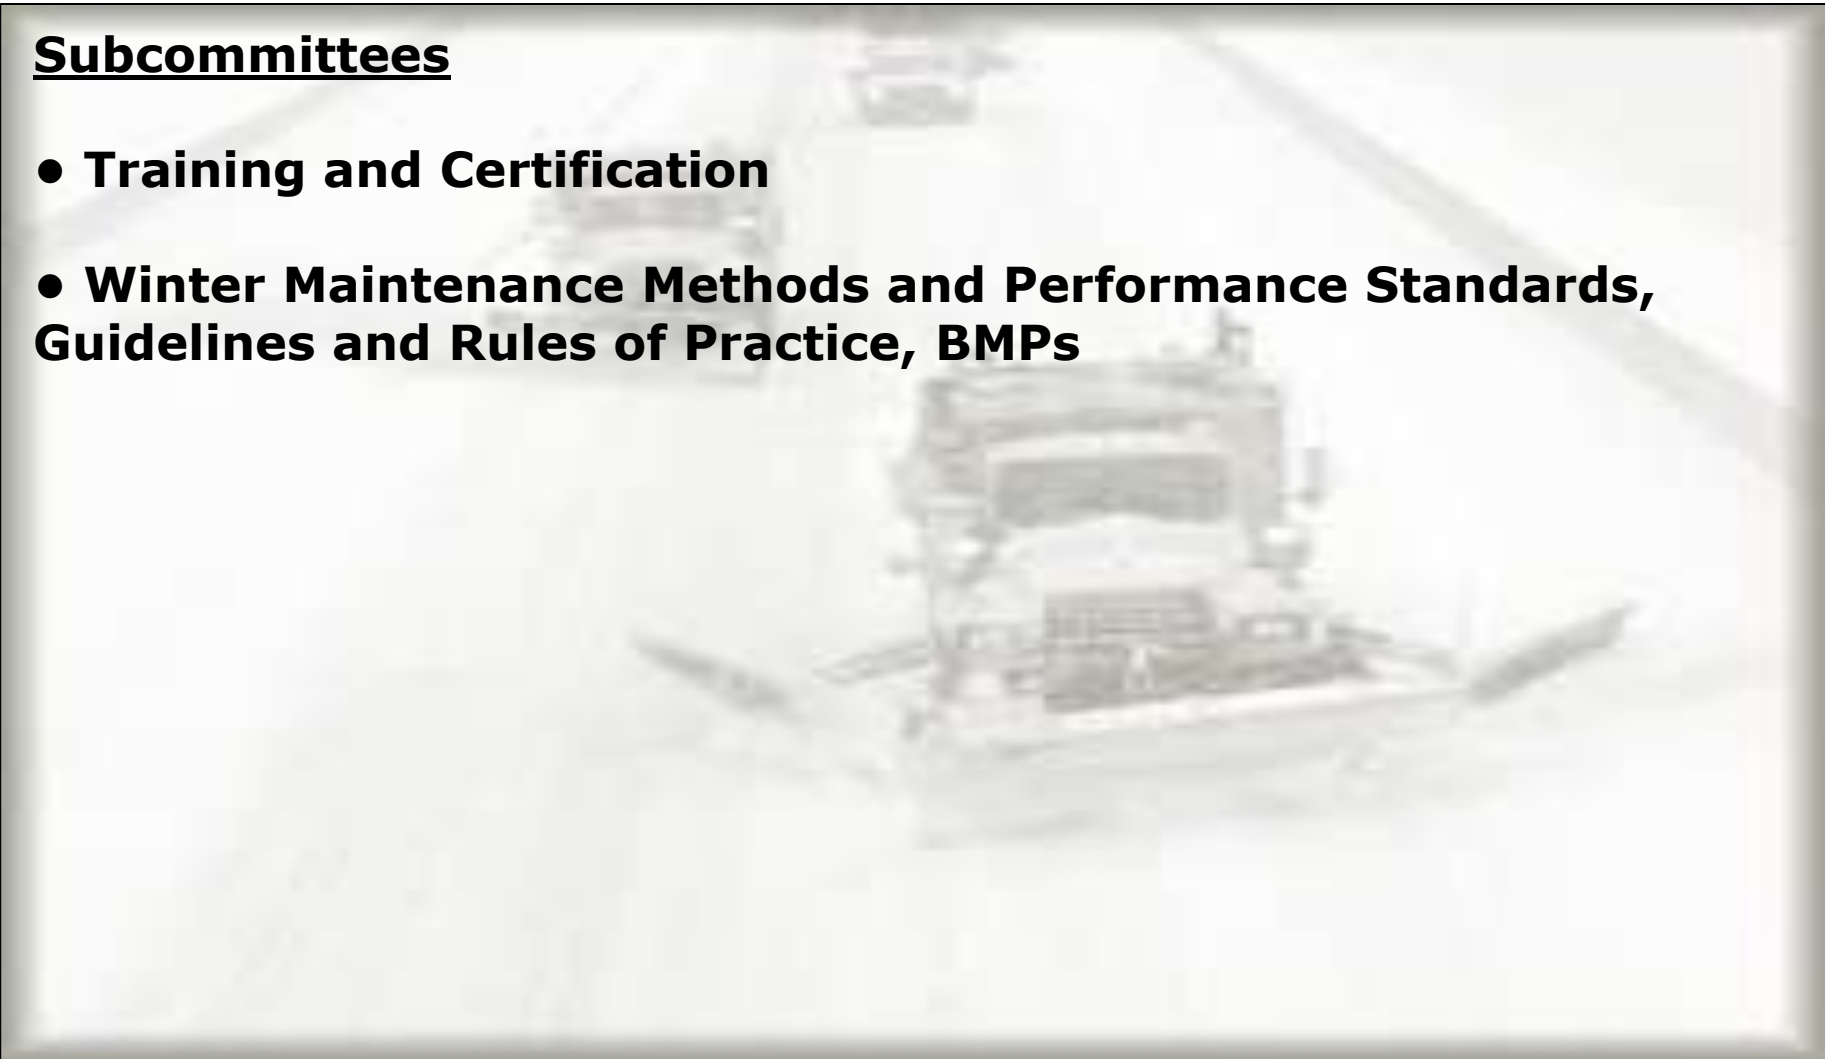 Subcommittees
● Training and Certification
● Winter Maintenance Methods and Performance Standards,
Guidelines and Rules of Practice, BMPs